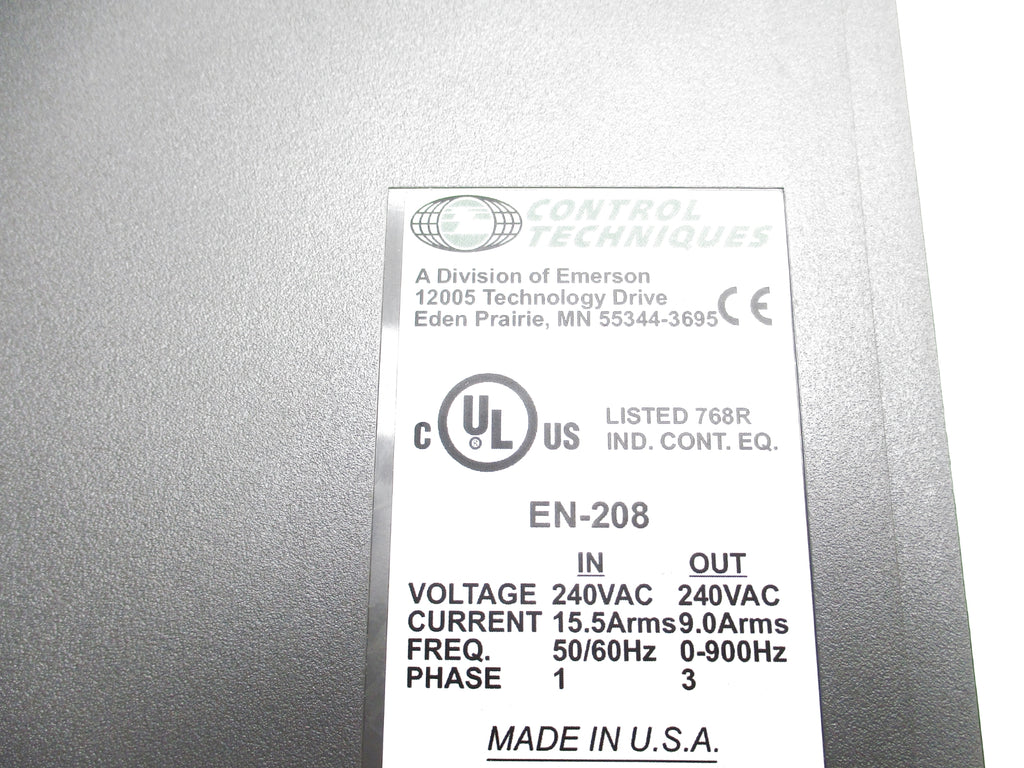 CONTROL
TECHNIQUES
A Division of Emerson
12005 Technology Drive
Eden Prairie, MN 55344-3695 CE
C UL US LISTED 768R
IND. CONT. EQ.
EN-208
IN OUT
VOLTAGE 240VAC 240VAC
CURRENT 15.5Arms 9.0Arms
FREQ. 50/60Hz 0-900Hz
PHASE 1 3
MADE IN U.S.A.